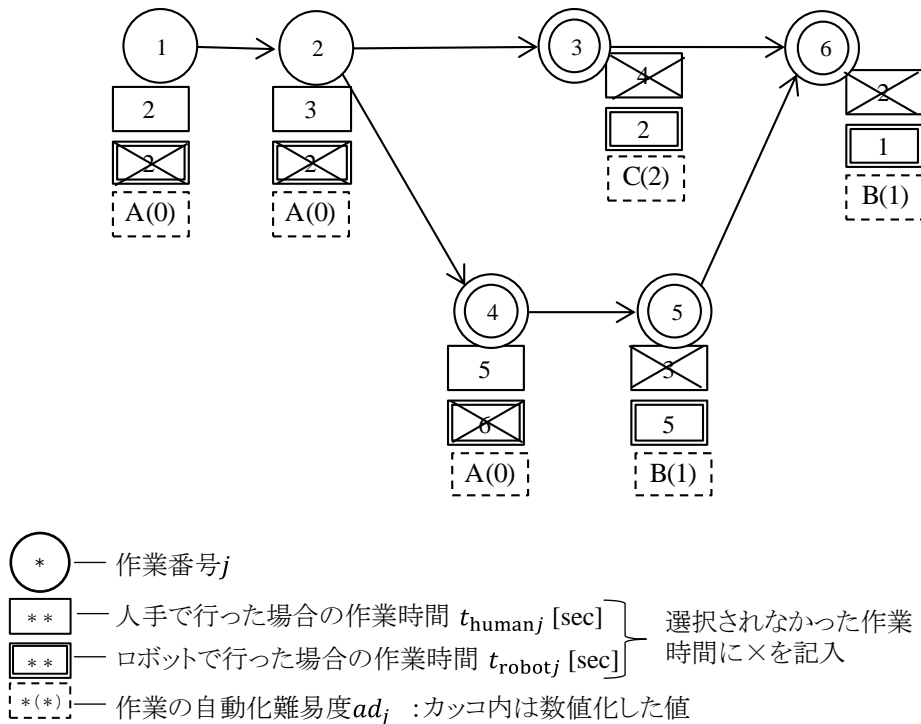 1 2 3 6
2 3 4 2
2 2 2 1
A(0) A(0) C(2) B(1)
4 5
5 3
6 5
A(0) B(1)
* 作業番号j
** 人手で行った場合の作業時間 t_human j [sec]
** ロボットで行った場合の作業時間 t_robot j [sec]
選択されなかった作業
時間に×を記入
*(*) 作業の自動化難易度ad_j :カッコ内は数値化した値